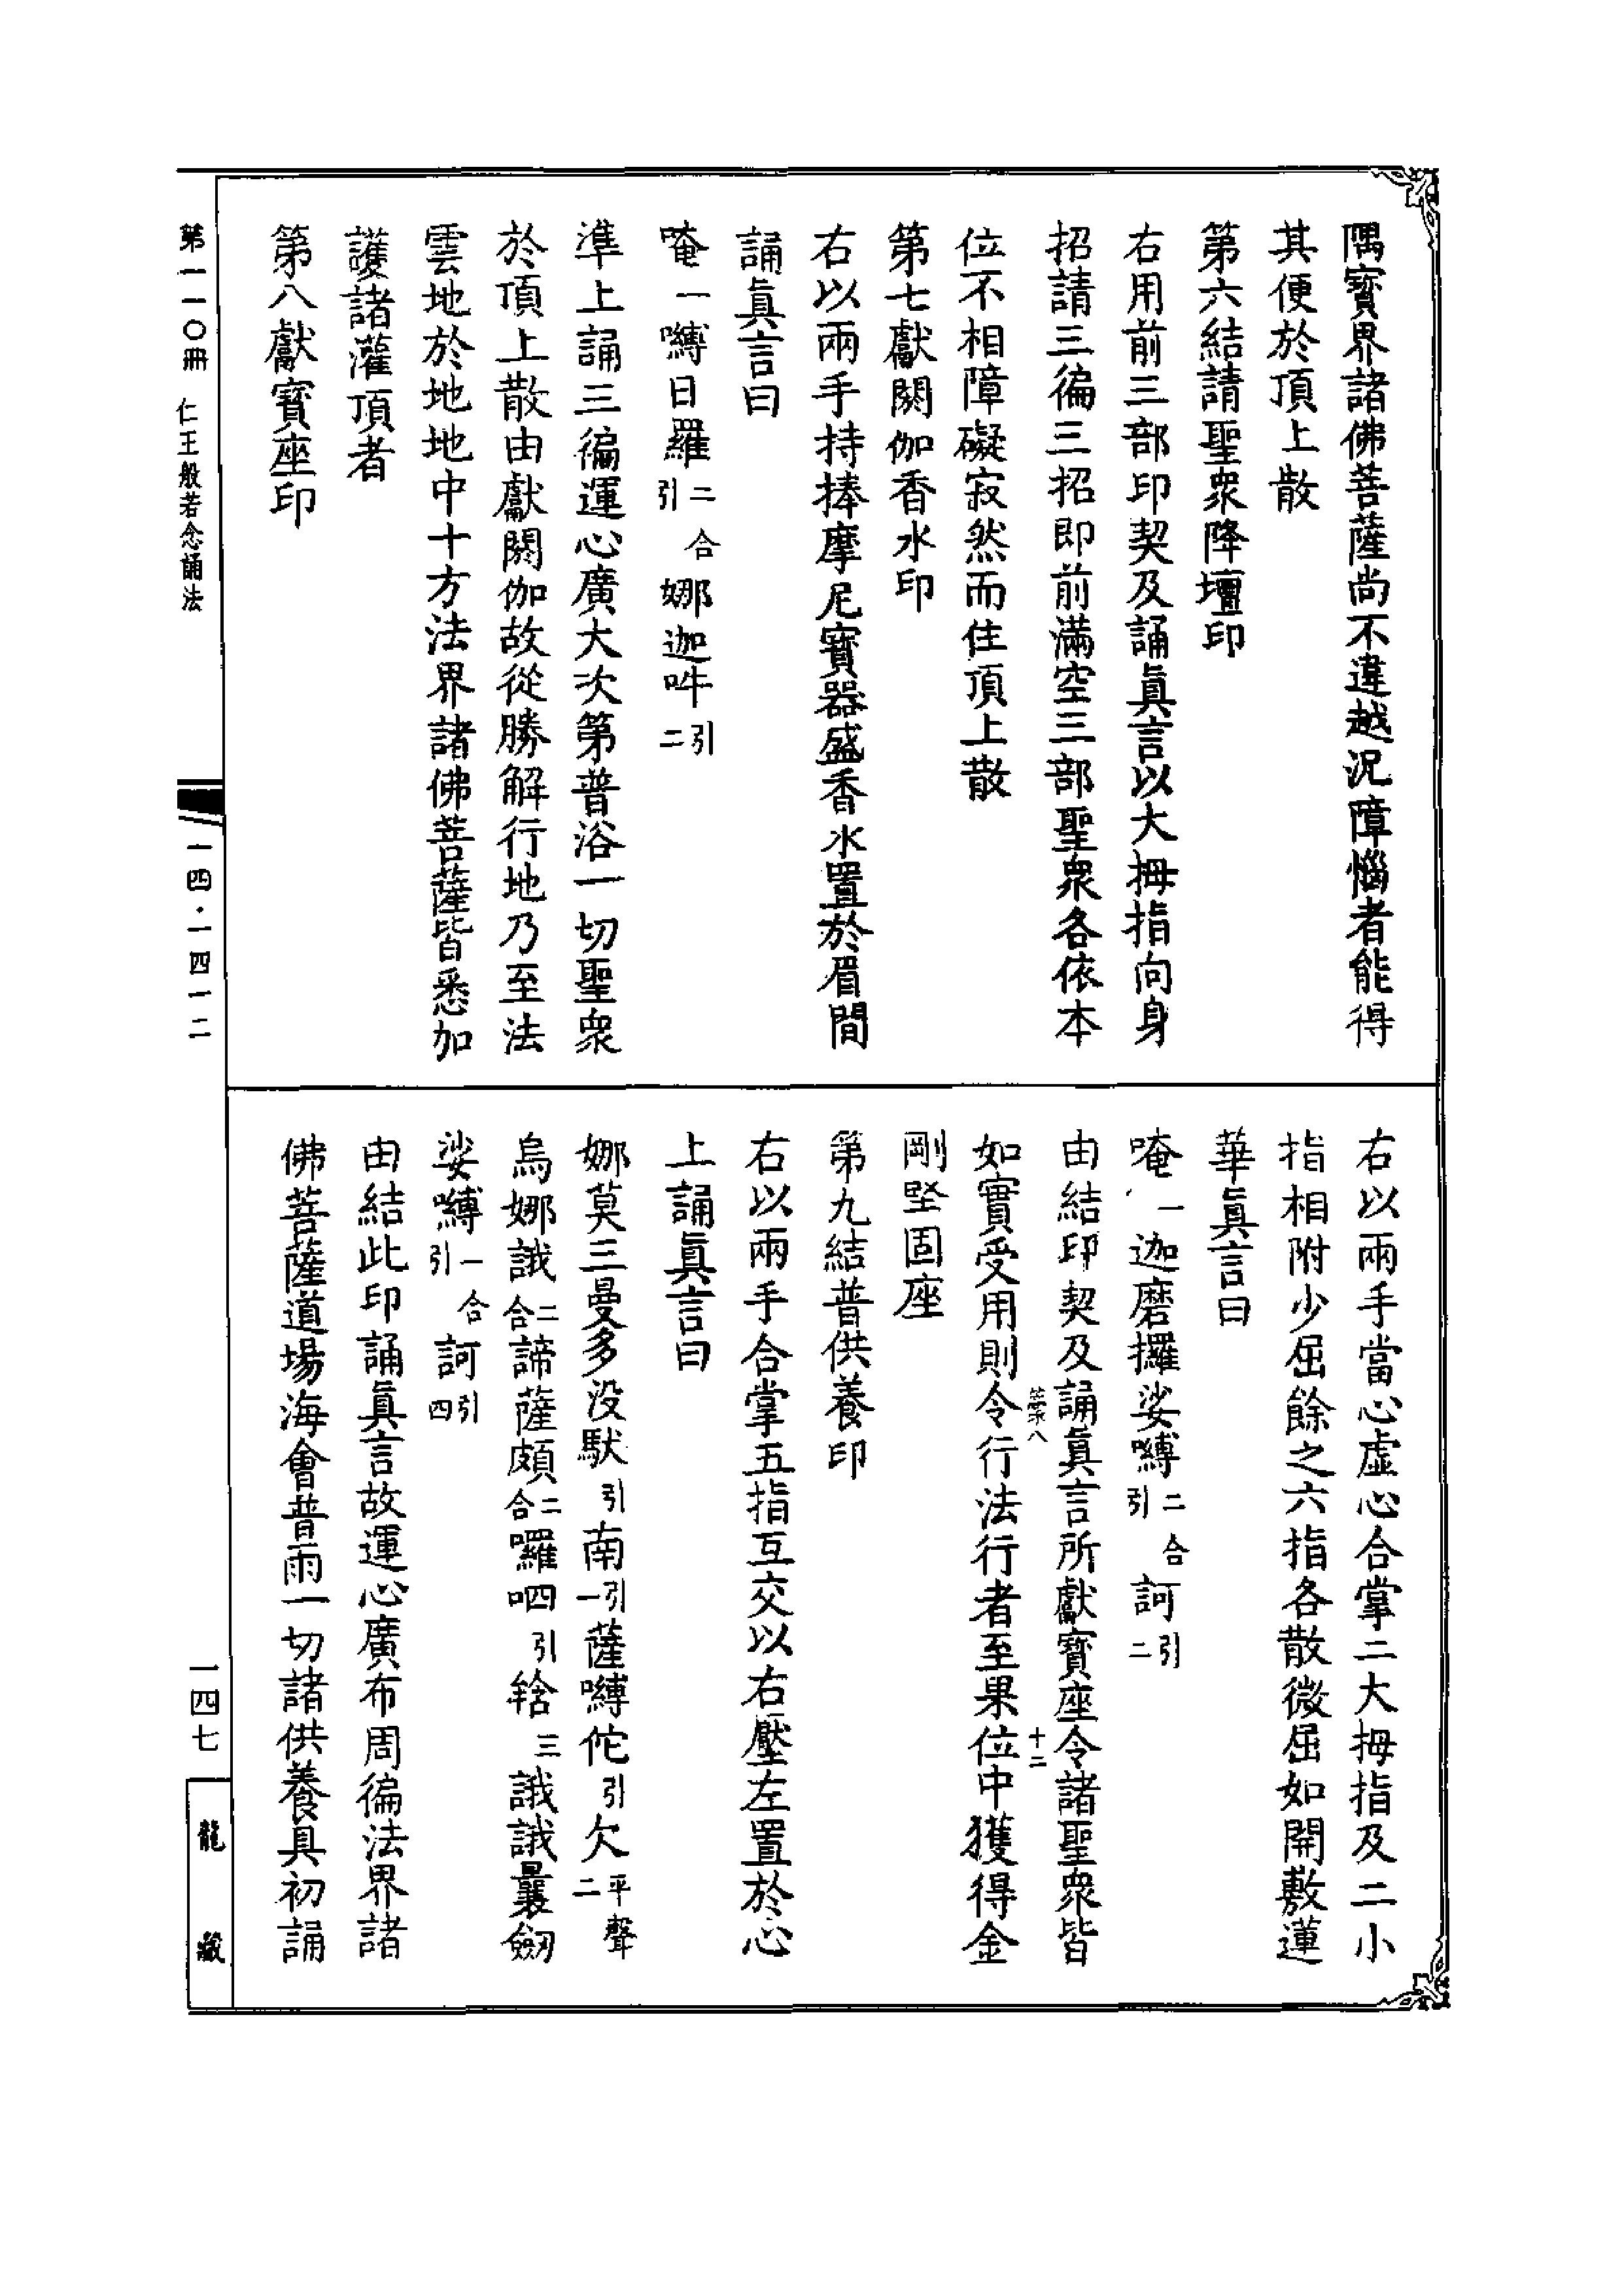 隅寶界諸佛菩薩尚不違越况障惱者能得
其便於頂上散
第六結請聖衆降壇印
右用前三部印契及誦眞言以大拇指向身
招請三徧三招即前滿空三部聖衆各依本
位不相障礙寂然而住頂上散
第七獻閼伽香水印
右以兩手持捧摩尼寶器盛香水置於眉間
誦眞言曰
唵一嚩日羅二合引娜迦吽引二
準上誦三徧運心廣大次第普浴一切聖衆
於頂上散由獻閼伽故從勝解行地乃至法
雲地於地地中十方法界諸佛菩薩皆悉加
護諸灌頂者
第八獻寶座印
右以兩手當心虛心合掌二大拇指及二小
指相附少屈餘之六指各散微屈如開敷蓮
華眞言曰
唵一迦磨攞娑嚩二合引訶引二
由結印契及誦眞言所獻寶座令諸聖衆皆
十二
如實受用則令行法行者至果位中獲得金
剛堅固座
第九結普供養印
右以兩手合掌五指互交以右壓左置於心
上誦眞言曰
娜莫三曼多没馱引南引一薩嚩佗引欠平聲二
烏娜誐二合諦薩頗二合囉呬引𤚥三誐誐曩劒
娑嚩一合引訶引四
由結此印誦眞言故運心廣布周徧法界諸
佛菩薩道場海會普雨一切諸供養具初誦
第一一〇冊 仁王般若念誦法
一四·一四一二
一四七
龍藏